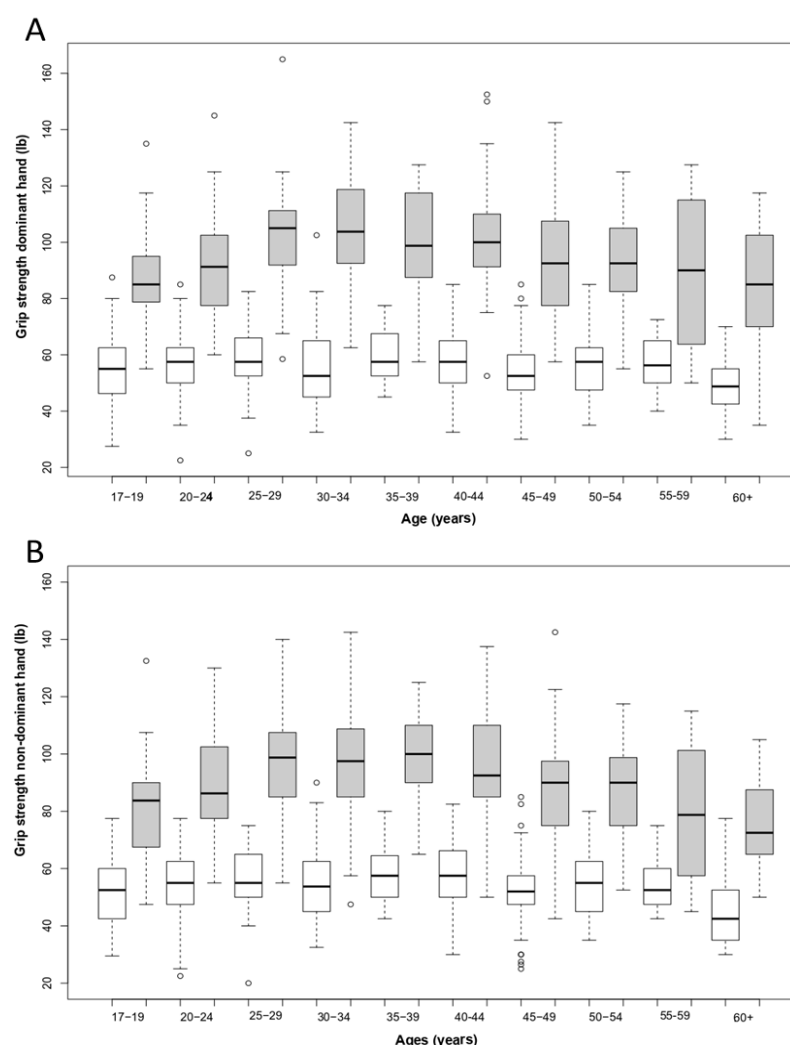 A
Grip strength dominant hand (lb)
160
140
120
100
80
60
40
20
17−19 20−24 25−29 30−34 35−39 40-44 45−49 50−54 55-59 60+
Age (years)
B
Grip strength non-dominant hand (lb)
160
140
120
100
80
60
40
20
17−19 20−24 25−29 30−34 35−39 40-44 45−49 50−54 55-59 60+
Ages (years)